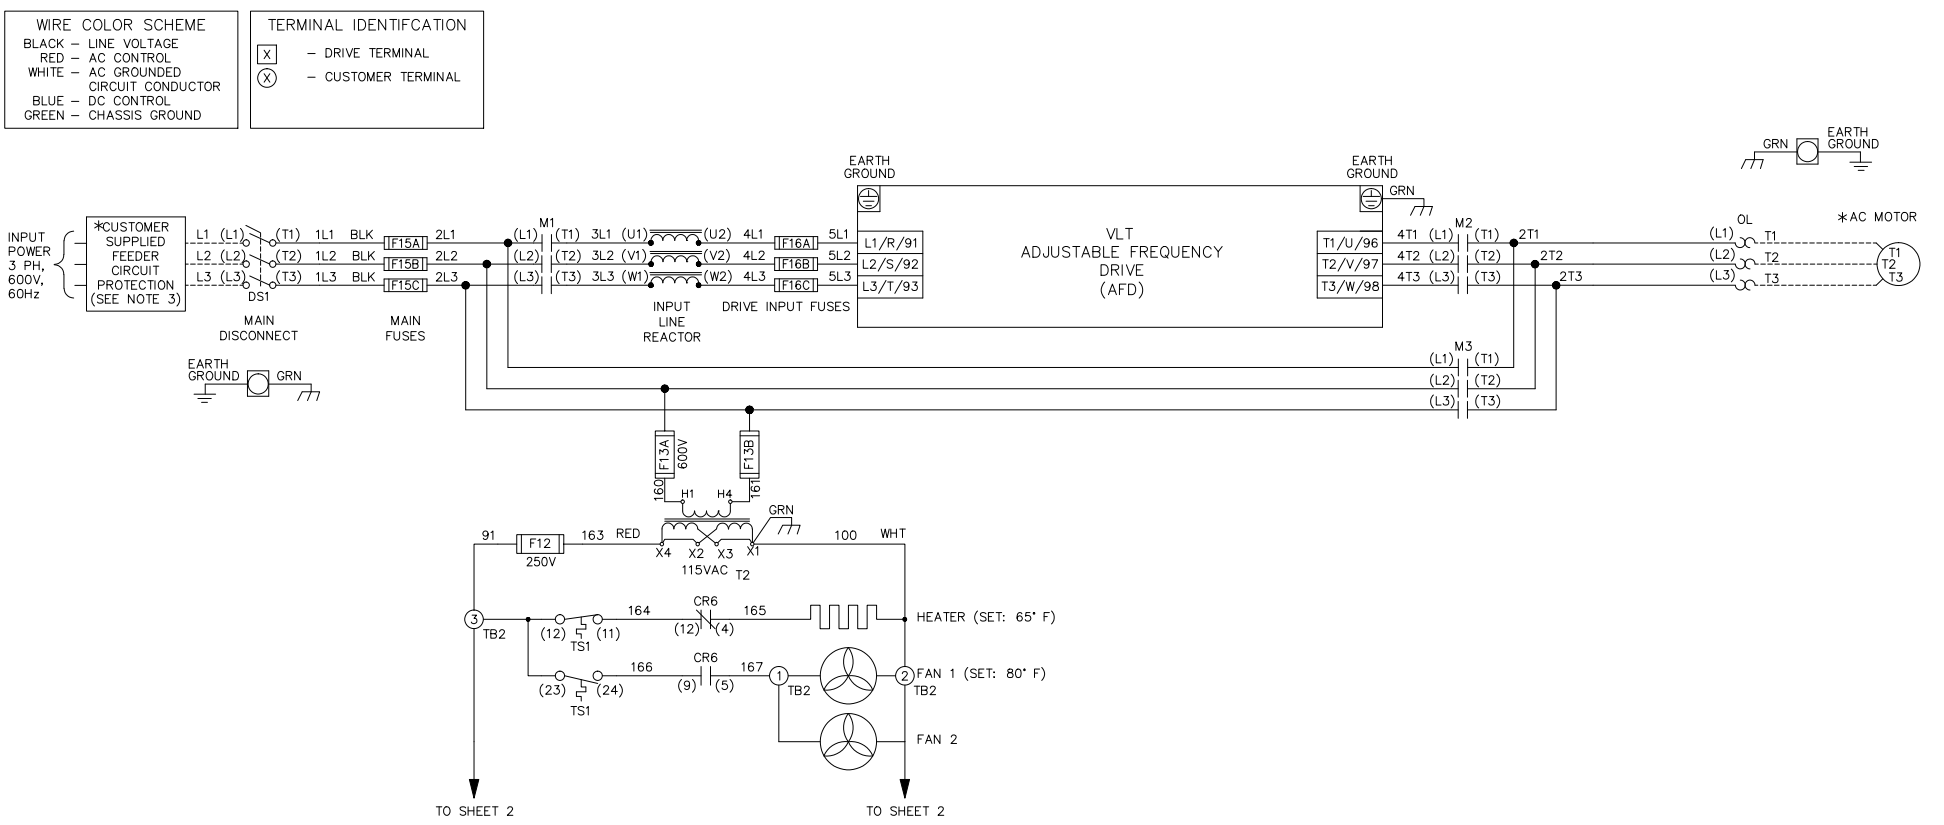 WIRE COLOR SCHEME
BLACK – LINE VOLTAGE
RED – AC CONTROL
WHITE – AC GROUNDED
CIRCUIT CONDUCTOR
BLUE – DC CONTROL
GREEN – CHASSIS GROUND
TERMINAL IDENTIFCATION
X – DRIVE TERMINAL
X – CUSTOMER TERMINAL
INPUT
POWER
3 PH,
600V,
60Hz
*CUSTOMER
SUPPLIED
FEEDER
CIRCUIT
PROTECTION
(SEE NOTE 3)
L1 (L1) (T1) 1L1 BLK F15A 2L1
L2 (L2) (T2) 1L2 BLK F15B 2L2
L3 (L3) (T3) 1L3 BLK F15C 2L3
DS1
MAIN
DISCONNECT
MAIN
FUSES
EARTH
GROUND
GRN
M1
(L1) (T1) 3L1 (U1) (U2) 4L1 F16A 5L1
(L2) (T2) 3L2 (V1) (V2) 4L2 F16B 5L2
(L3) (T3) 3L3 (W1) (W2) 4L3 F16C 5L3
INPUT
LINE
REACTOR
DRIVE INPUT FUSES
EARTH
GROUND
L1/R/91
L2/S/92
L3/T/93
VLT
ADJUSTABLE FREQUENCY
DRIVE
(AFD)
EARTH
GROUND
GRN
T1/U/96
T2/V/97
T3/W/98
M2
4T1 (L1) (T1) 2T1
4T2 (L2) (T2) 2T2
4T3 (L3) (T3) 2T3
M3
(L1) (T1)
(L2) (T2)
(L3) (T3)
GRN
EARTH
GROUND
OL
(L1) T1
(L2) T2
(L3) T3
*AC MOTOR
T1
T2
T3
F13A
600V
F13B
160
161
H1 H4
GRN
91 F12 163 RED
250V
X4 X2 X3 X1
115VAC T2
100 WHT
3
TB2
(12) (11)
TS1
164
CR6
(12) (4)
165
HEATER (SET: 65° F)
(23) (24)
TS1
166
CR6
(9) (5)
167
1
TB2
2
TB2
FAN 1 (SET: 80° F)
FAN 2
TO SHEET 2
TO SHEET 2